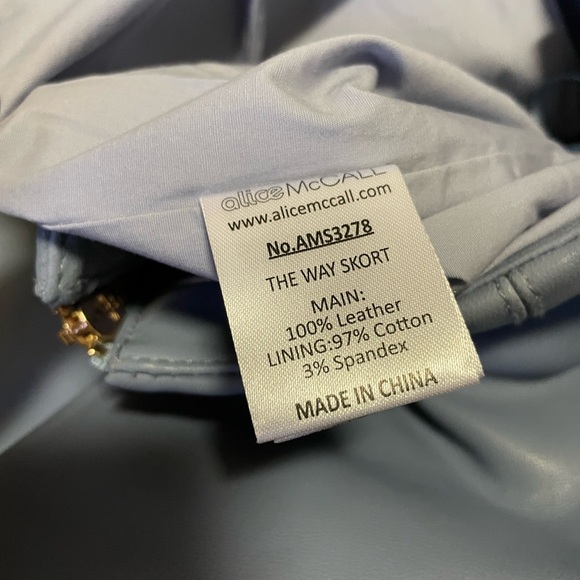 alice McCALL
www.alicemccall.com
No.AMS3278
THE WAY SKORT
MAIN:
100% Leather
LINING:97% Cotton
3% Spandex
MADE IN CHINA